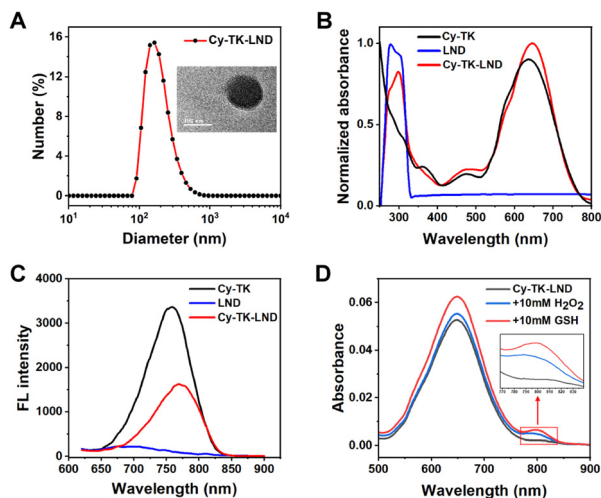 A
Number (%)
16
12
8
4
0
Cy-TK-LND
10¹ 10² 10³ 10⁴
Diameter (nm)
B
Normalized absorbance
1.0
0.5
0.0
Cy-TK
LND
Cy-TK-LND
300 400 500 600 700 800
Wavelength (nm)
C
FL intensity
4000
3000
2000
1000
0
Cy-TK
LND
Cy-TK-LND
600 650 700 750 800 850 900
Wavelength (nm)
D
Absorbance
0.06
0.04
0.02
0.00
Cy-TK-LND
+10mM H₂O₂
+10mM GSH
500 600 700 800 900
Wavelength (nm)